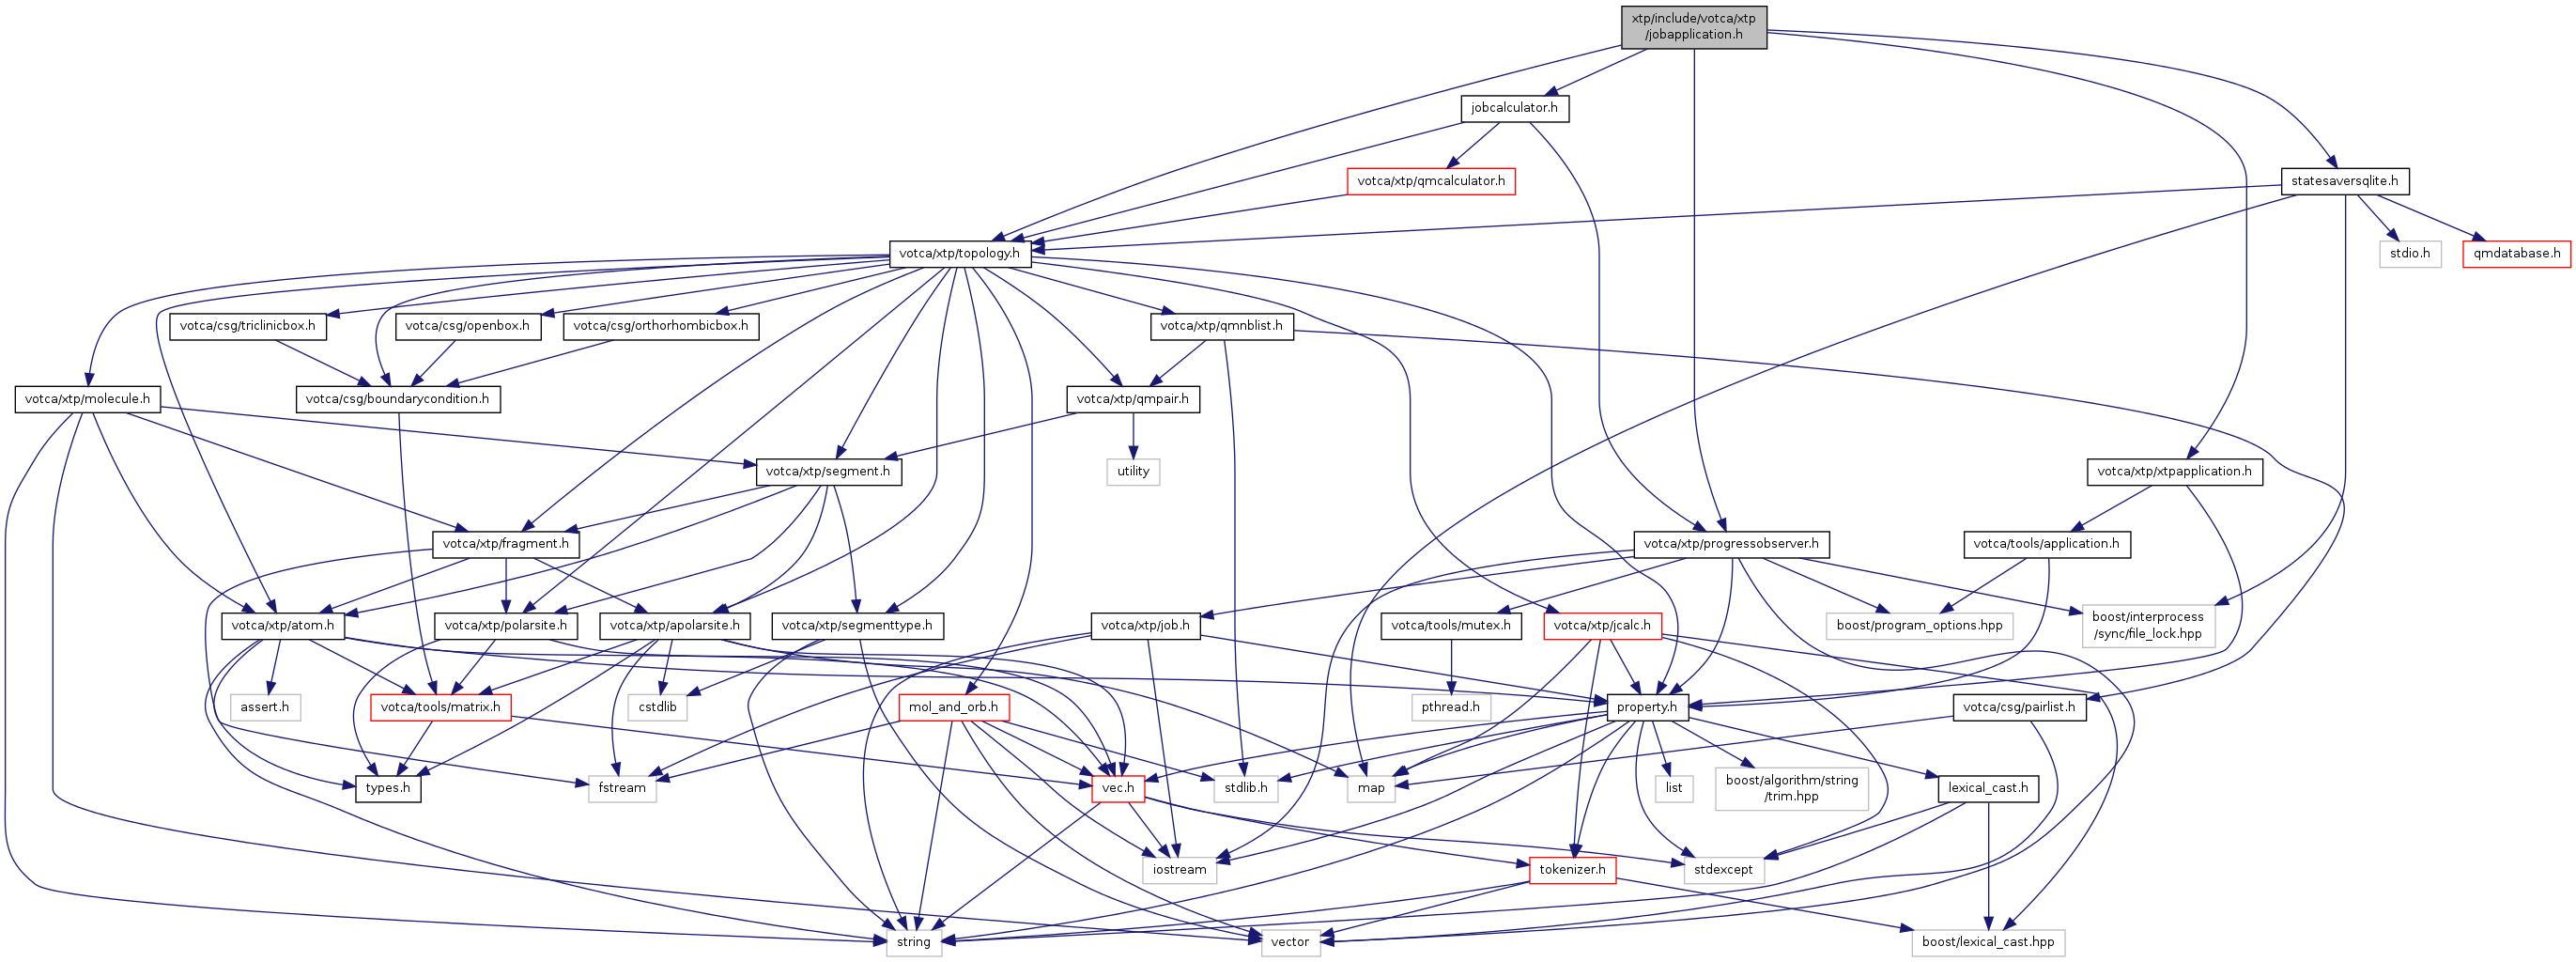 xtp/include/votca/xtp
/jobapplication.h
jobcalculator.h
votca/xtp/qmcalculator.h
statesaversqlite.h
votca/xtp/topology.h
stdio.h
qmdatabase.h
votca/csg/triclinicbox.h
votca/csg/openbox.h
votca/csg/orthorhombicbox.h
votca/xtp/qmnblist.h
votca/xtp/molecule.h
votca/csg/boundarycondition.h
votca/xtp/qmpair.h
votca/xtp/segment.h
utility
votca/xtp/xtpapplication.h
votca/xtp/fragment.h
votca/xtp/progressobserver.h
votca/tools/application.h
votca/xtp/atom.h
votca/xtp/polarsite.h
votca/xtp/apolarsite.h
votca/xtp/segmenttype.h
votca/xtp/job.h
votca/tools/mutex.h
votca/xtp/jcalc.h
boost/program_options.hpp
boost/interprocess
/sync/file_lock.hpp
assert.h
votca/tools/matrix.h
cstdlib
mol_and_orb.h
pthread.h
property.h
votca/csg/pairlist.h
types.h
fstream
vec.h
stdlib.h
map
list
boost/algorithm/string
/trim.hpp
lexical_cast.h
iostream
tokenizer.h
stdexcept
string
vector
boost/lexical_cast.hpp